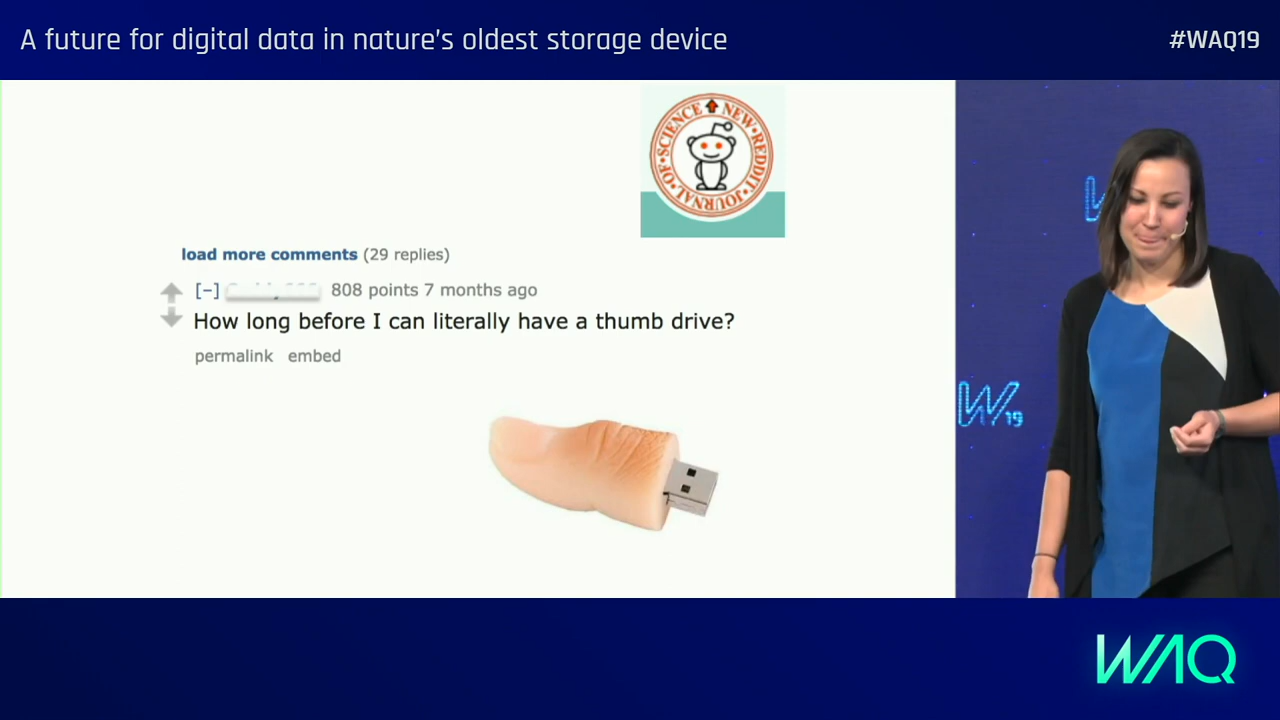 A future for digital data in nature's oldest storage device
#WAQ19
NEW • REDDIT • JOURNAL • OF • SCIENCE
load more comments (29 replies)
[–] 808 points 7 months ago
How long before I can literally have a thumb drive?
permalink embed
W
W19
WAQ